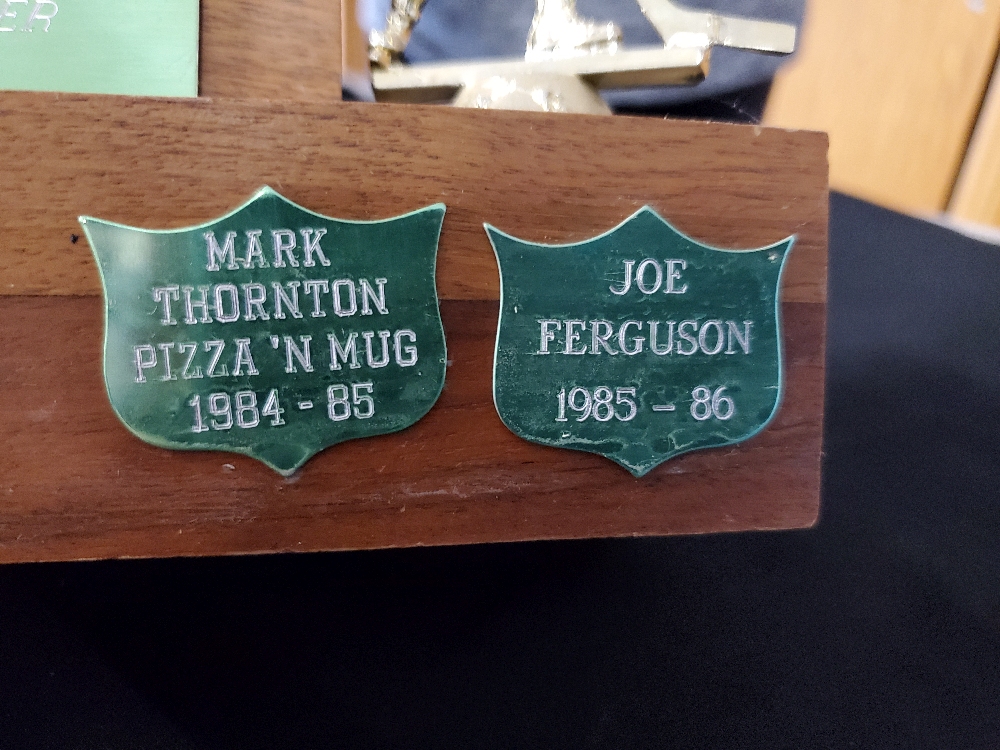 MARK
THORNTON
PIZZA 'N MUG
1984 - 85
JOE
FERGUSON
1985 - 86